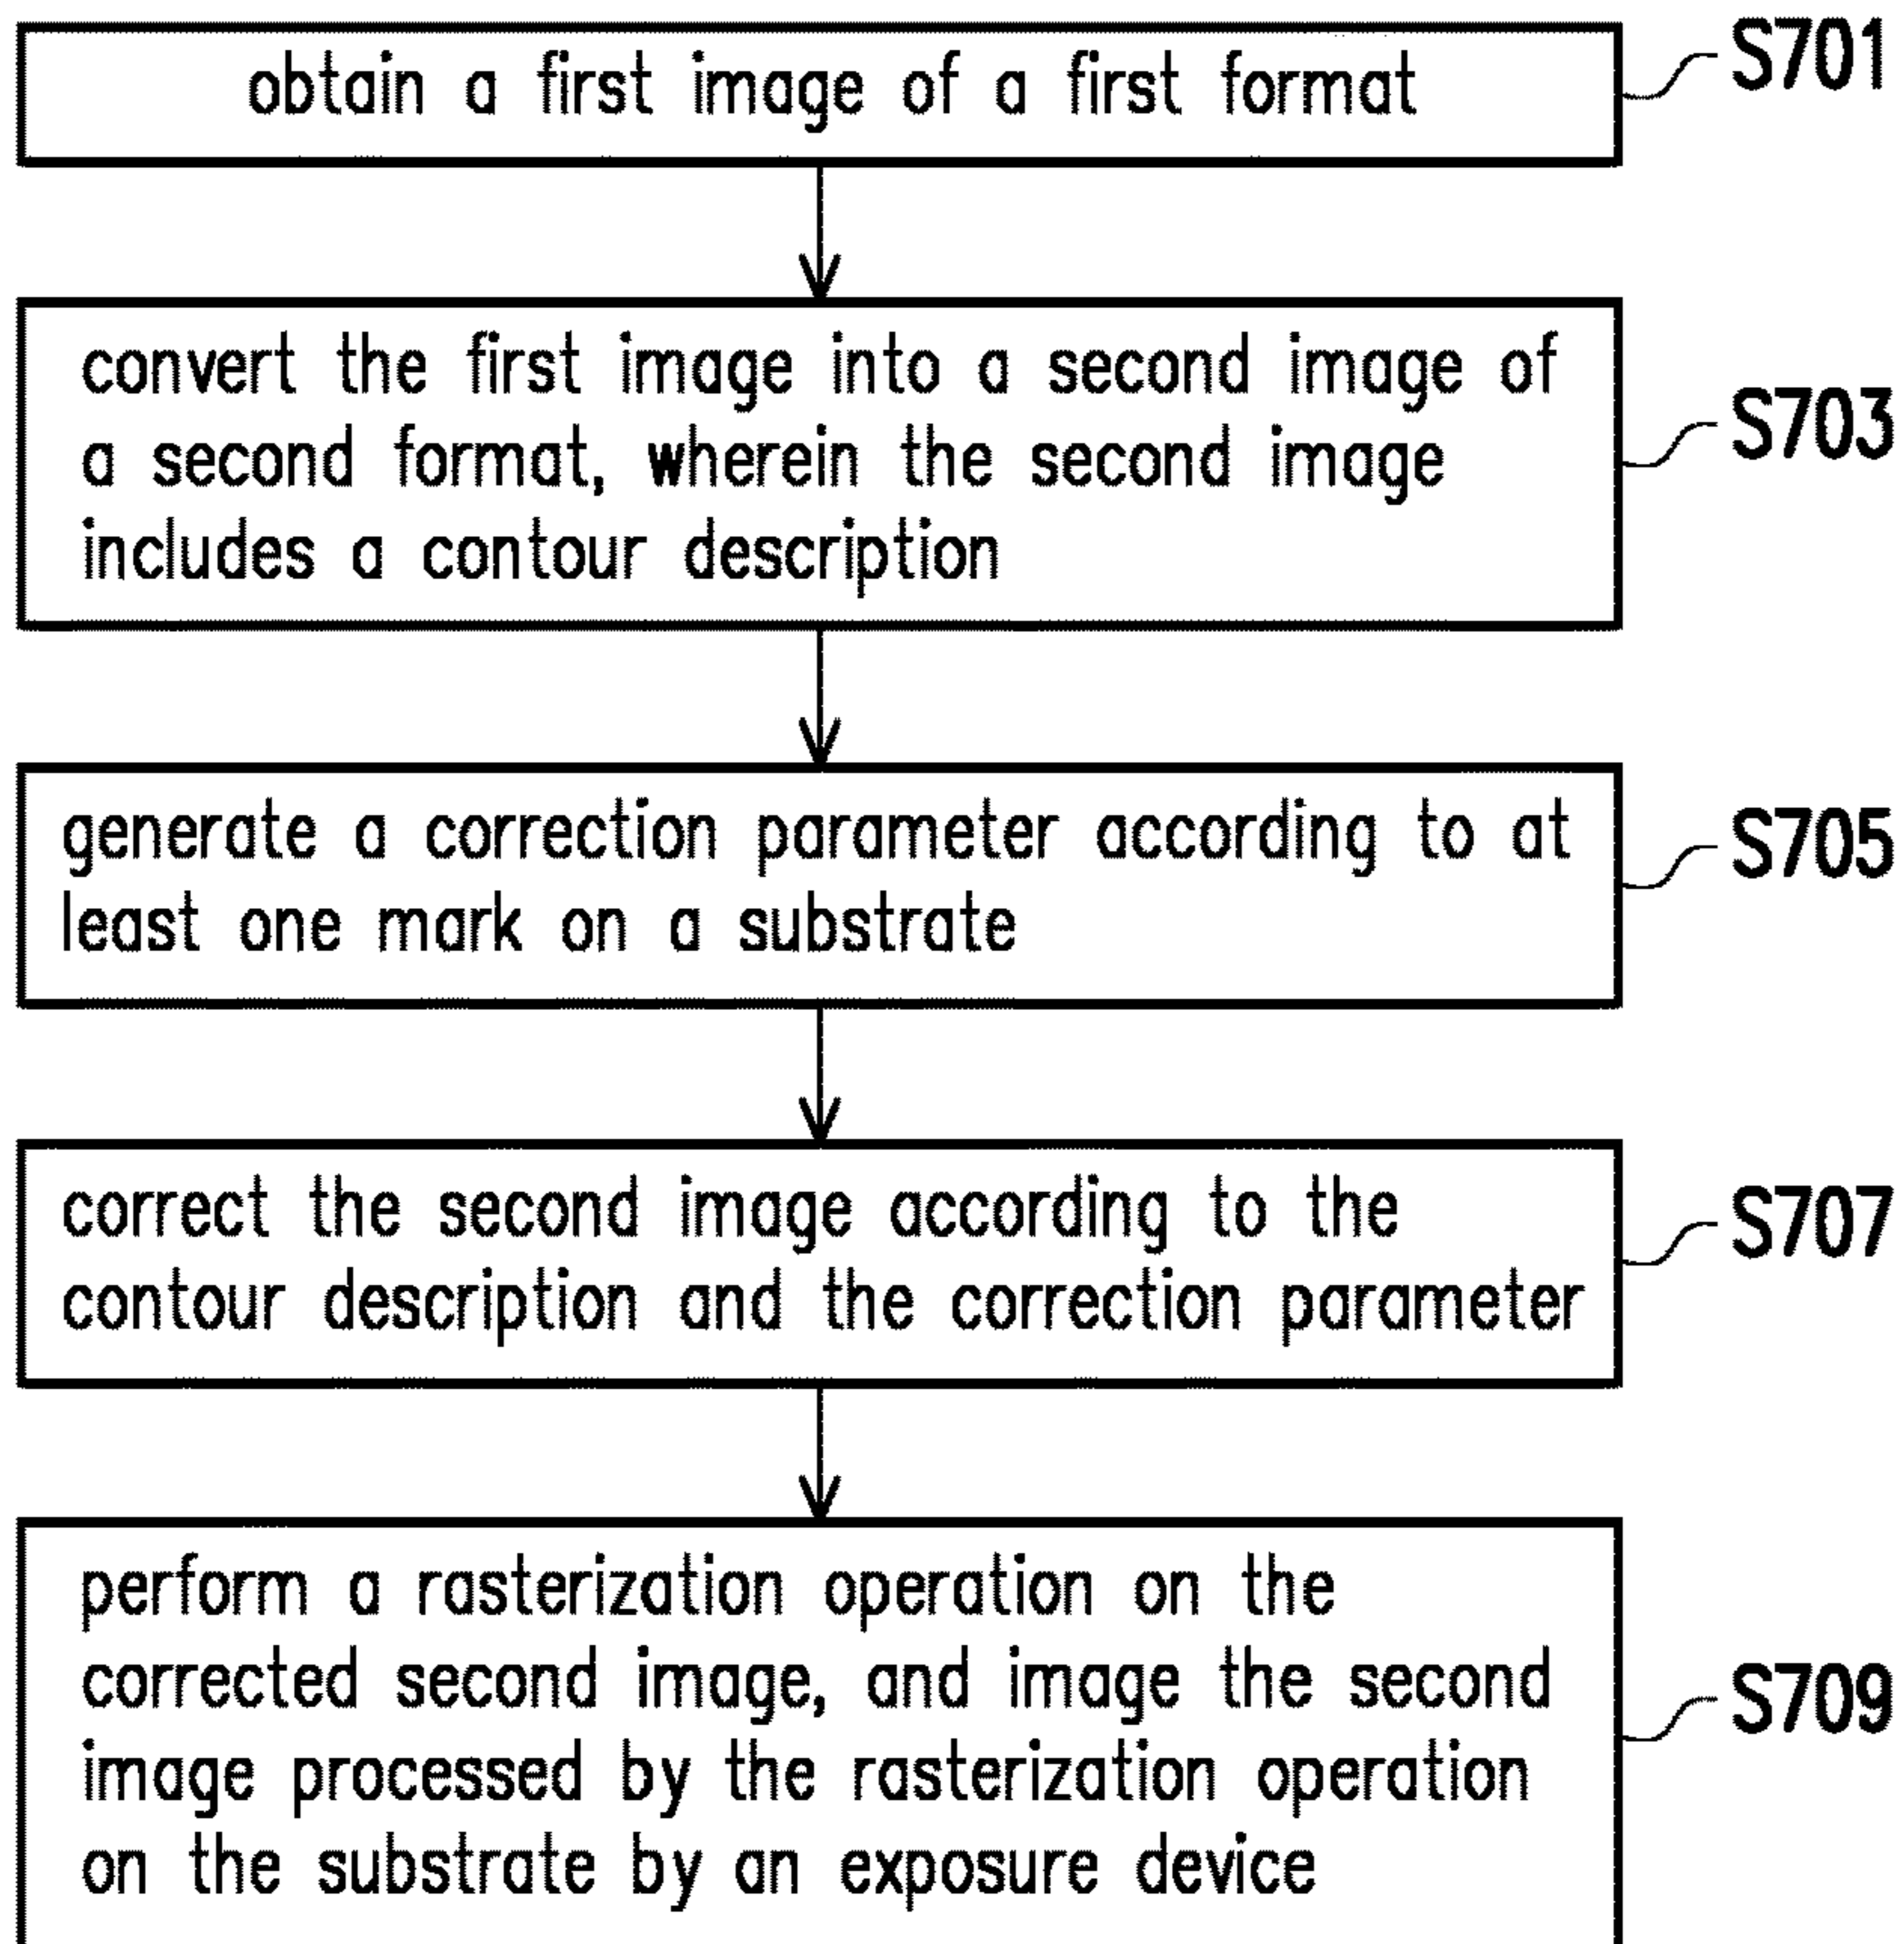 obtain a first image of a first format
S701
convert the first image into a second image of
a second format, wherein the second image
includes a contour description
S703
generate a correction parameter according to at
least one mark on a substrate
S705
correct the second image according to the
contour description and the correction parameter
S707
perform a rasterization operation on the
corrected second image, and image the second
image processed by the rasterization operation
on the substrate by an exposure device
S709